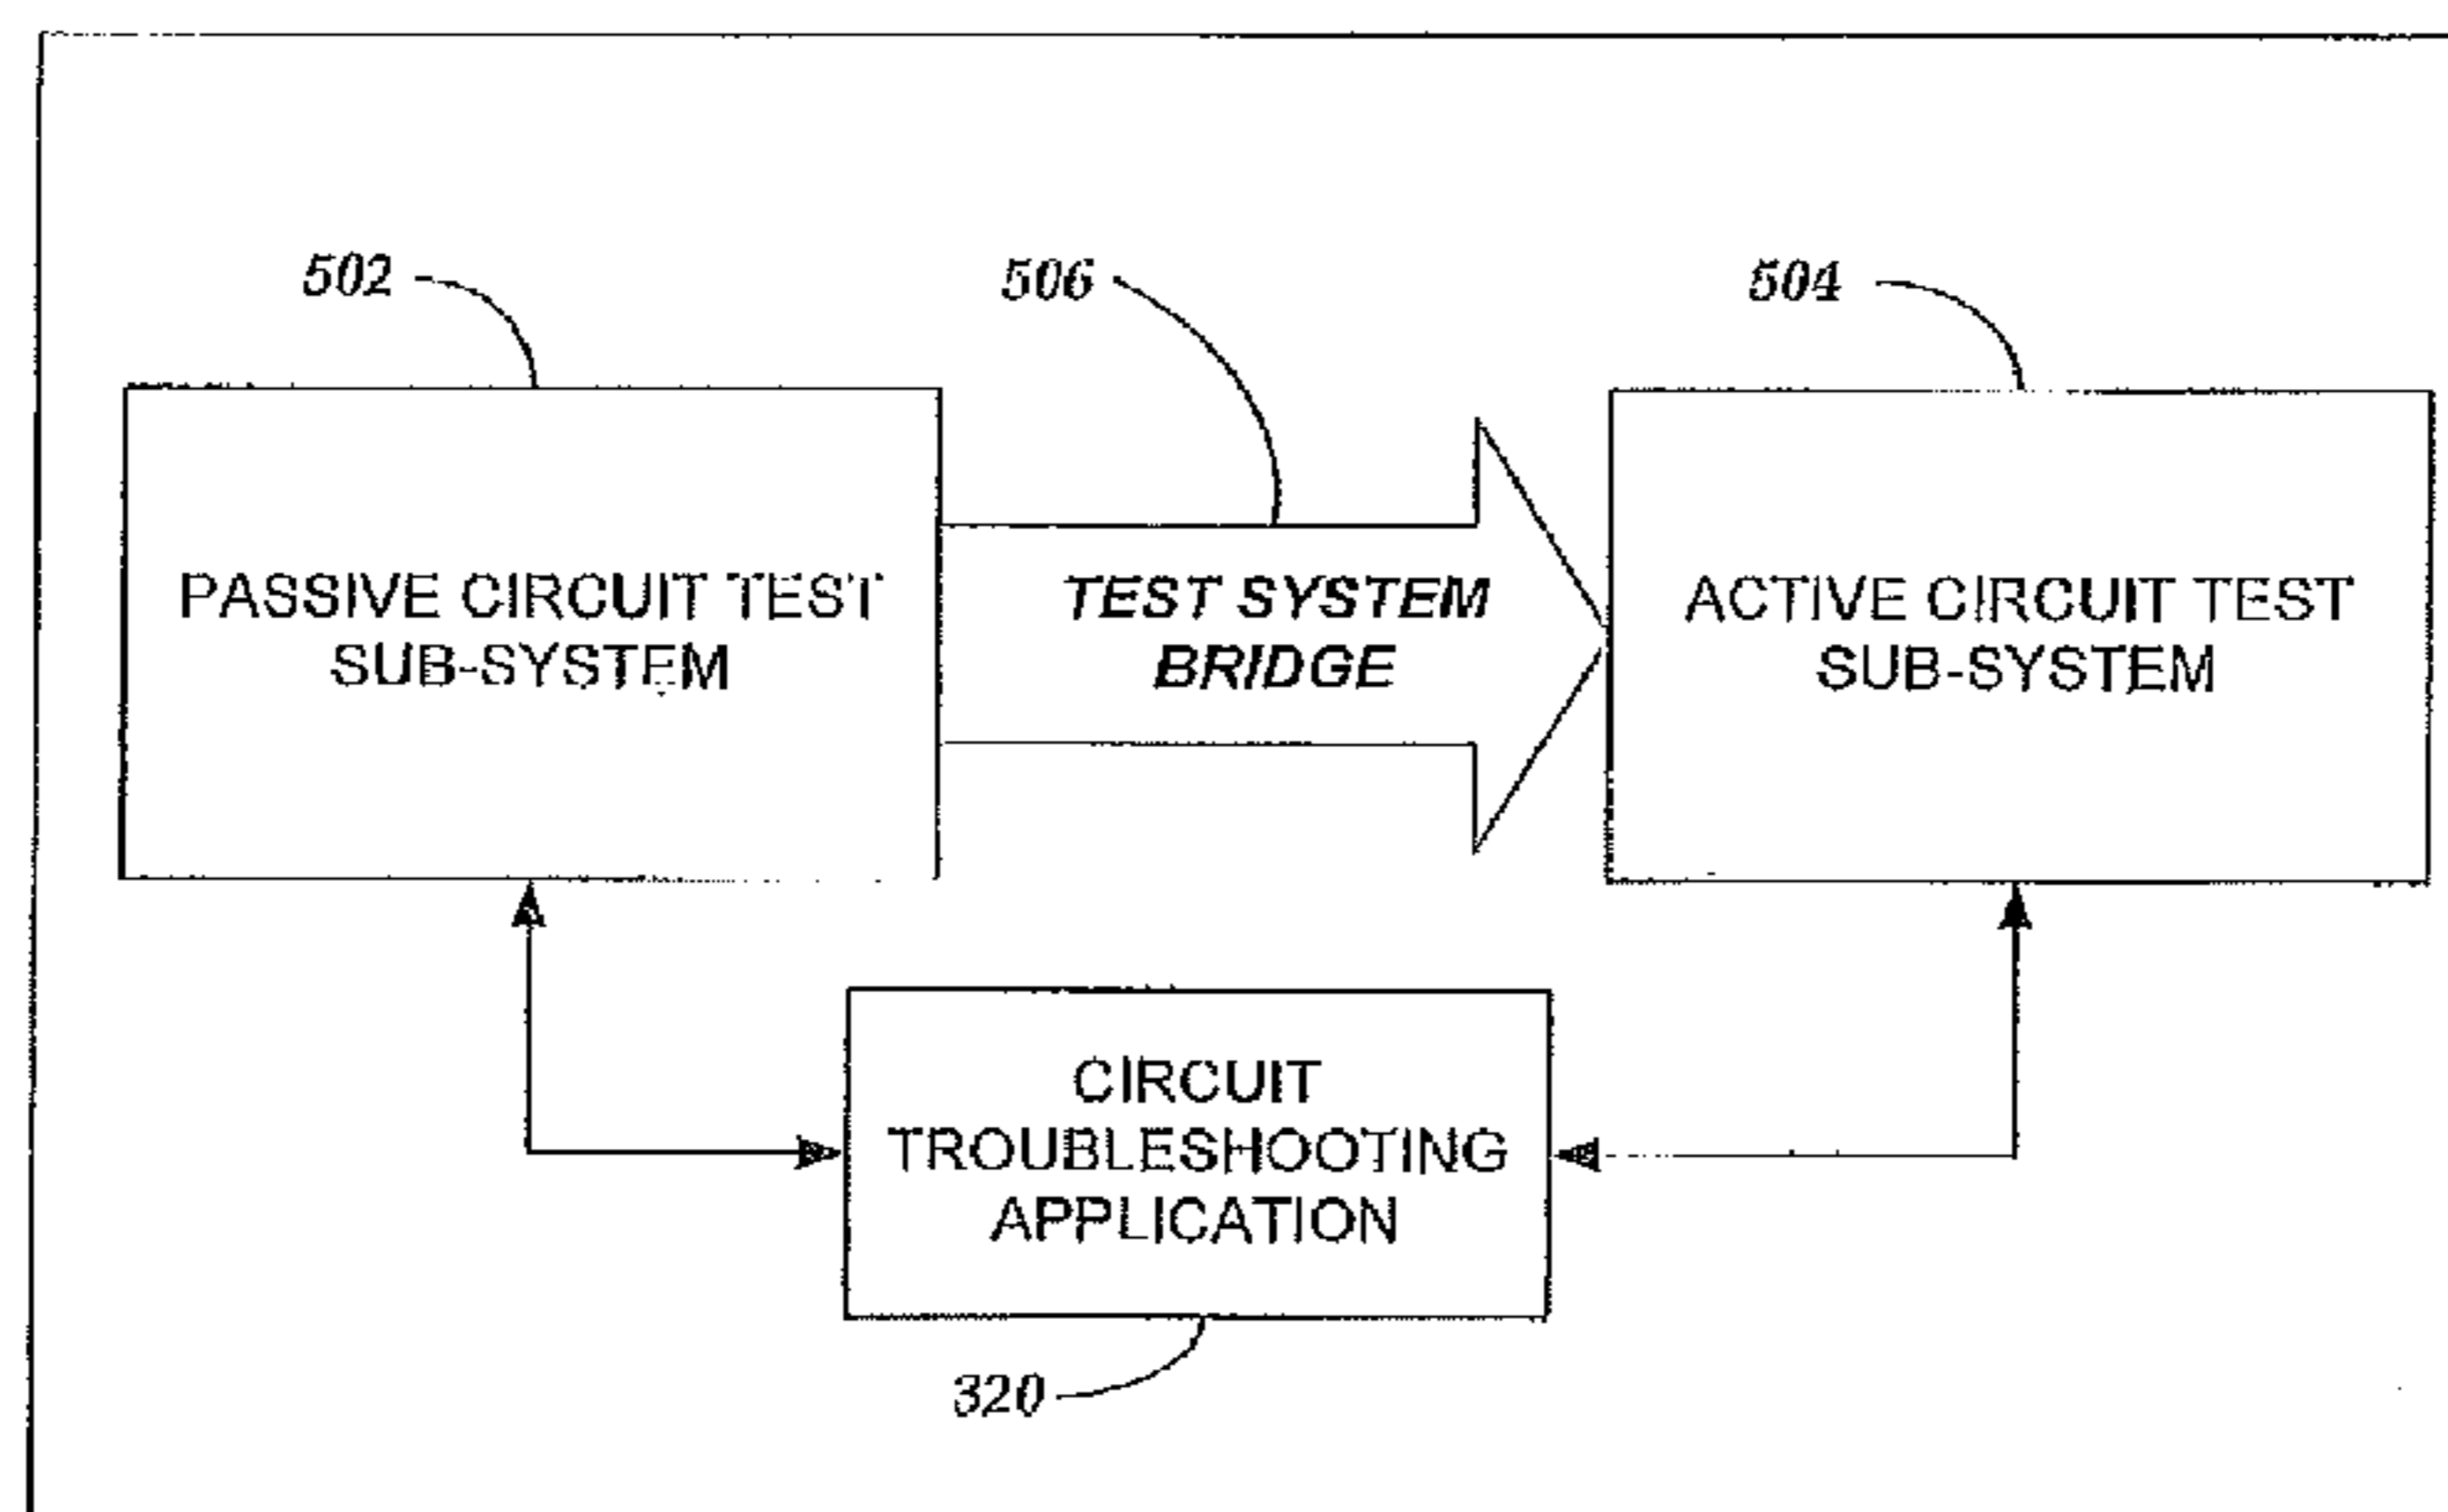 502
506
504
PASSIVE CIRCUIT TEST
SUB-SYSTEM
TEST SYSTEM
BRIDGE
ACTIVE CIRCUIT TEST
SUB-SYSTEM
CIRCUIT
TROUBLESHOOTING
APPLICATION
320